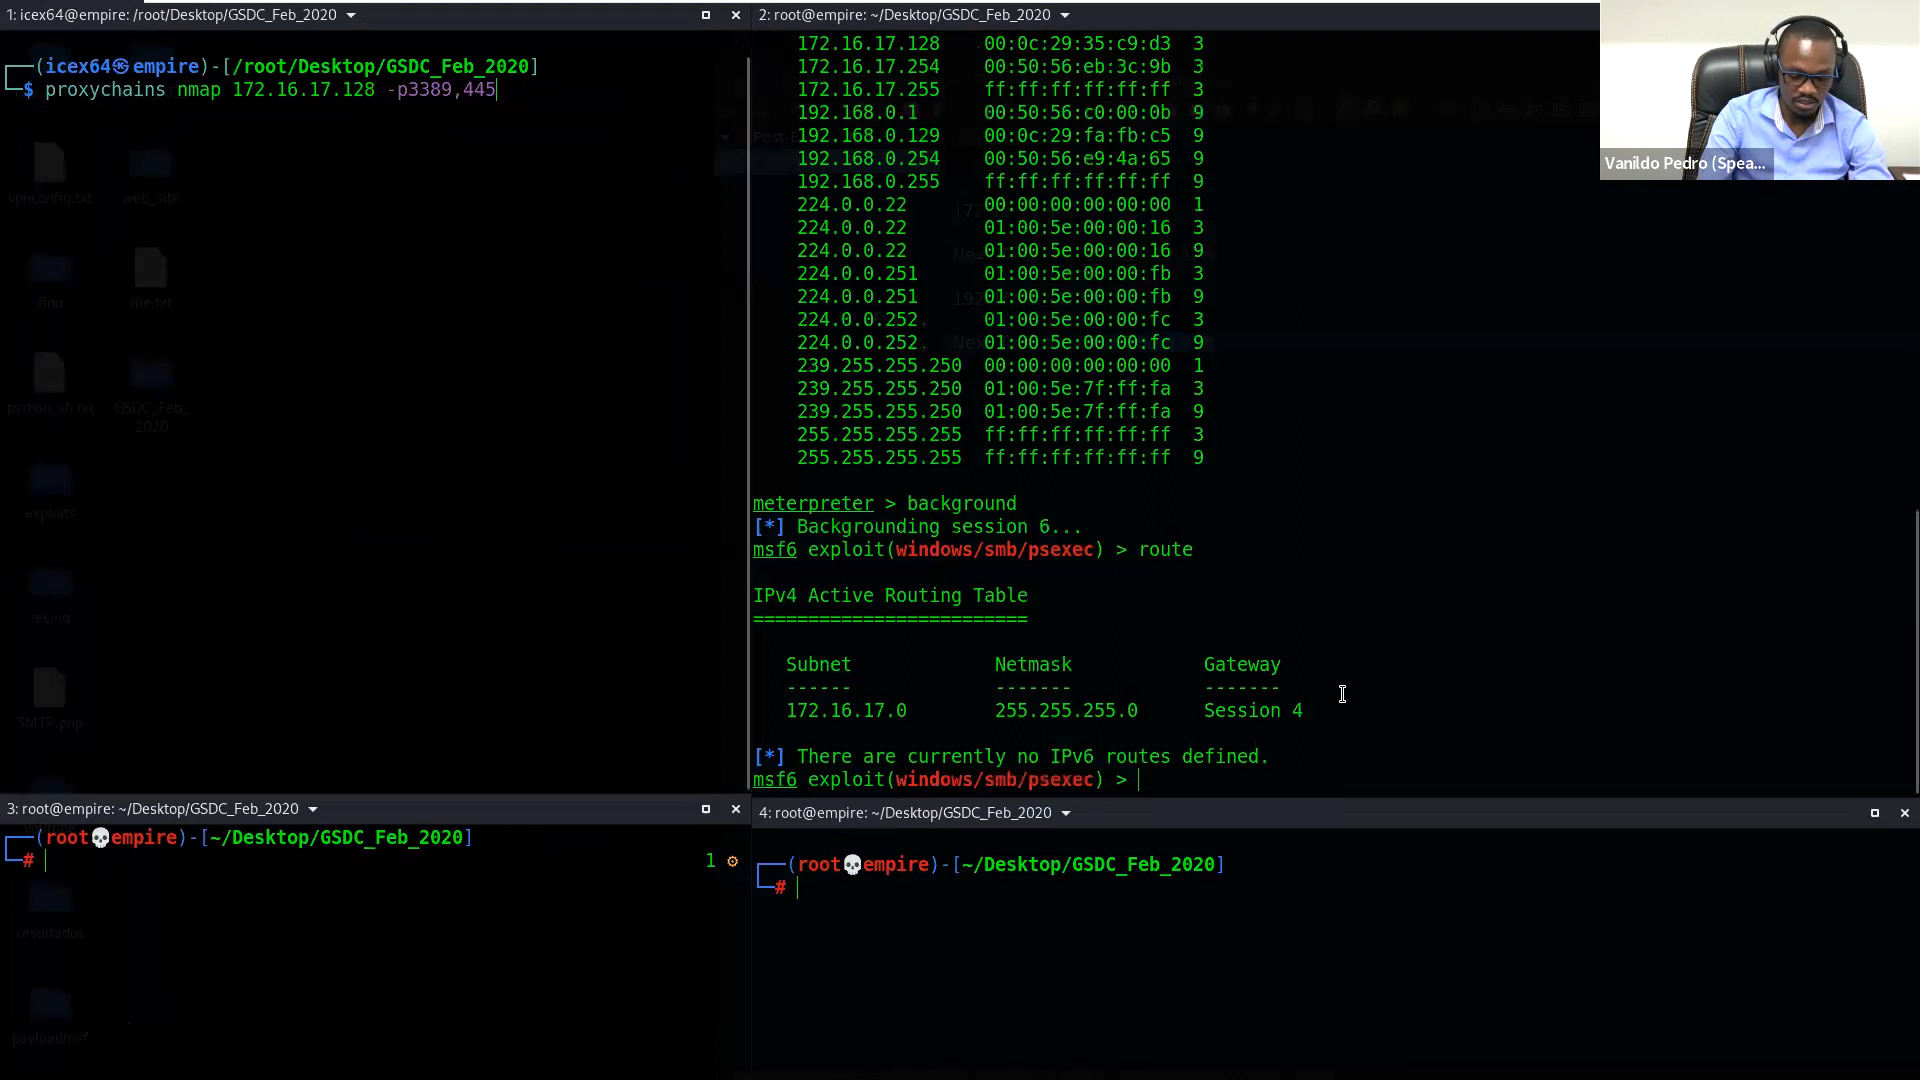 1: icex64@empire: /root/Desktop/GSDC_Feb_2020
(icex64㉿empire)-[/root/Desktop/GSDC_Feb_2020]
$ proxychains nmap 172.16.17.128 -p3389,445
vpnconfig.txt web_site
find file.txt
python_sh.txt GSDC_Feb_
2020
exploits
SMTP.php
resultados
2: root@empire: ~/Desktop/GSDC_Feb_2020
172.16.17.128 00:0c:29:35:c9:d3 3
172.16.17.254 00:50:56:eb:3c:9b 3
172.16.17.255 ff:ff:ff:ff:ff:ff 3
192.168.0.1 00:50:56:c0:00:0b 9
192.168.0.129 00:0c:29:fa:fb:c5 9
192.168.0.254 00:50:56:e9:4a:65 9
192.168.0.255 ff:ff:ff:ff:ff:ff 9
224.0.0.22 00:00:00:00:00:00 1
224.0.0.22 01:00:5e:00:00:16 3
224.0.0.22 01:00:5e:00:00:16 9
224.0.0.251 01:00:5e:00:00:fb 3
224.0.0.251 01:00:5e:00:00:fb 9
224.0.0.252 01:00:5e:00:00:fc 3
224.0.0.252 01:00:5e:00:00:fc 9
239.255.255.250 00:00:00:00:00:00 1
239.255.255.250 01:00:5e:7f:ff:fa 3
239.255.255.250 01:00:5e:7f:ff:fa 9
255.255.255.255 ff:ff:ff:ff:ff:ff 3
255.255.255.255 ff:ff:ff:ff:ff:ff 9
meterpreter > background
[*] Backgrounding session 6...
msf6 exploit(windows/smb/psexec) > route
IPv4 Active Routing Table
=========================
Subnet Netmask Gateway
------ ------- -------
172.16.17.0 255.255.255.0 Session 4
[*] There are currently no IPv6 routes defined.
msf6 exploit(windows/smb/psexec) >
Vanildo Pedro (Spea...
3: root@empire: ~/Desktop/GSDC_Feb_2020
(root💀empire)-[~/Desktop/GSDC_Feb_2020]
# 1 ⚙
4: root@empire: ~/Desktop/GSDC_Feb_2020
(root💀empire)-[~/Desktop/GSDC_Feb_2020]
#